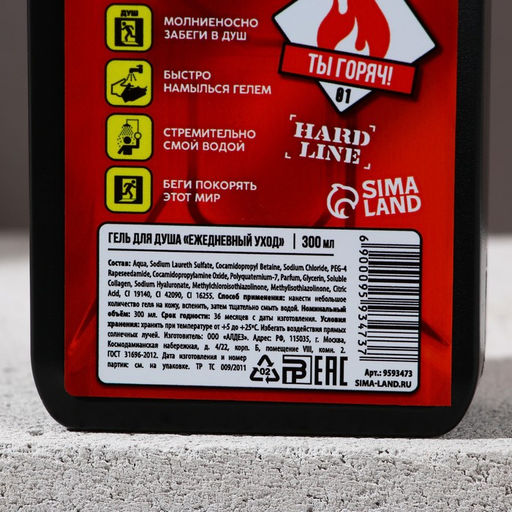 ДУШ
МОЛНИЕНОСНО
ЗАБЕГИ В ДУШ
ТЫ ГОРЯЧ!
01
БЫСТРО
НАМЫЛЬСЯ ГЕЛЕМ
HARD
LINE
СТРЕМИТЕЛЬНО
СМОЙ ВОДОЙ
БЕГИ ПОКОРЯТЬ
ЭТОТ МИР
SIMA
LAND
ГЕЛЬ ДЛЯ ДУША «ЕЖЕДНЕВНЫЙ УХОД» 300 МЛ
Состав: Aqua, Sodium Laureth Sulfate, Cocamidopropyl Betaine, Sodium Chloride, PEG-4
Rapeseedamide, Cocamidopropylamine Oxide, Polyquaternium-7, Parfum, Glycerin, Soluble
Collagen, Sodium Hyaluronate, Methylchloroisothiazolinone, Methylisothiazolinone, Citric
Acid, CI 19140, CI 42090, CI 16255. Способ применения: нанести небольшое
количество геля на кожу, вспенить, затем тщательно смыть водой. Номинальный
объём: 300 мл. Срок годности: 36 месяцев с даты изготовления. Условия
хранения: хранить при температуре от +5 до +25°С. Избегать воздействия прямых
солнечных лучей. Изготовитель: ООО «АЛДЕЗ». Адрес: РФ, 115035, г. Москва,
Космодамианская набережная, д. 4/22, корп. Б, помещение VIII, комн. 2.
ГОСТ 31696-2012. Дата изготовления и номер
партии: см. на упаковке. ТР ТС 009/2011
02
ЕАС
6900095934737
Арт.: 9593473
SIMA-LAND.RU